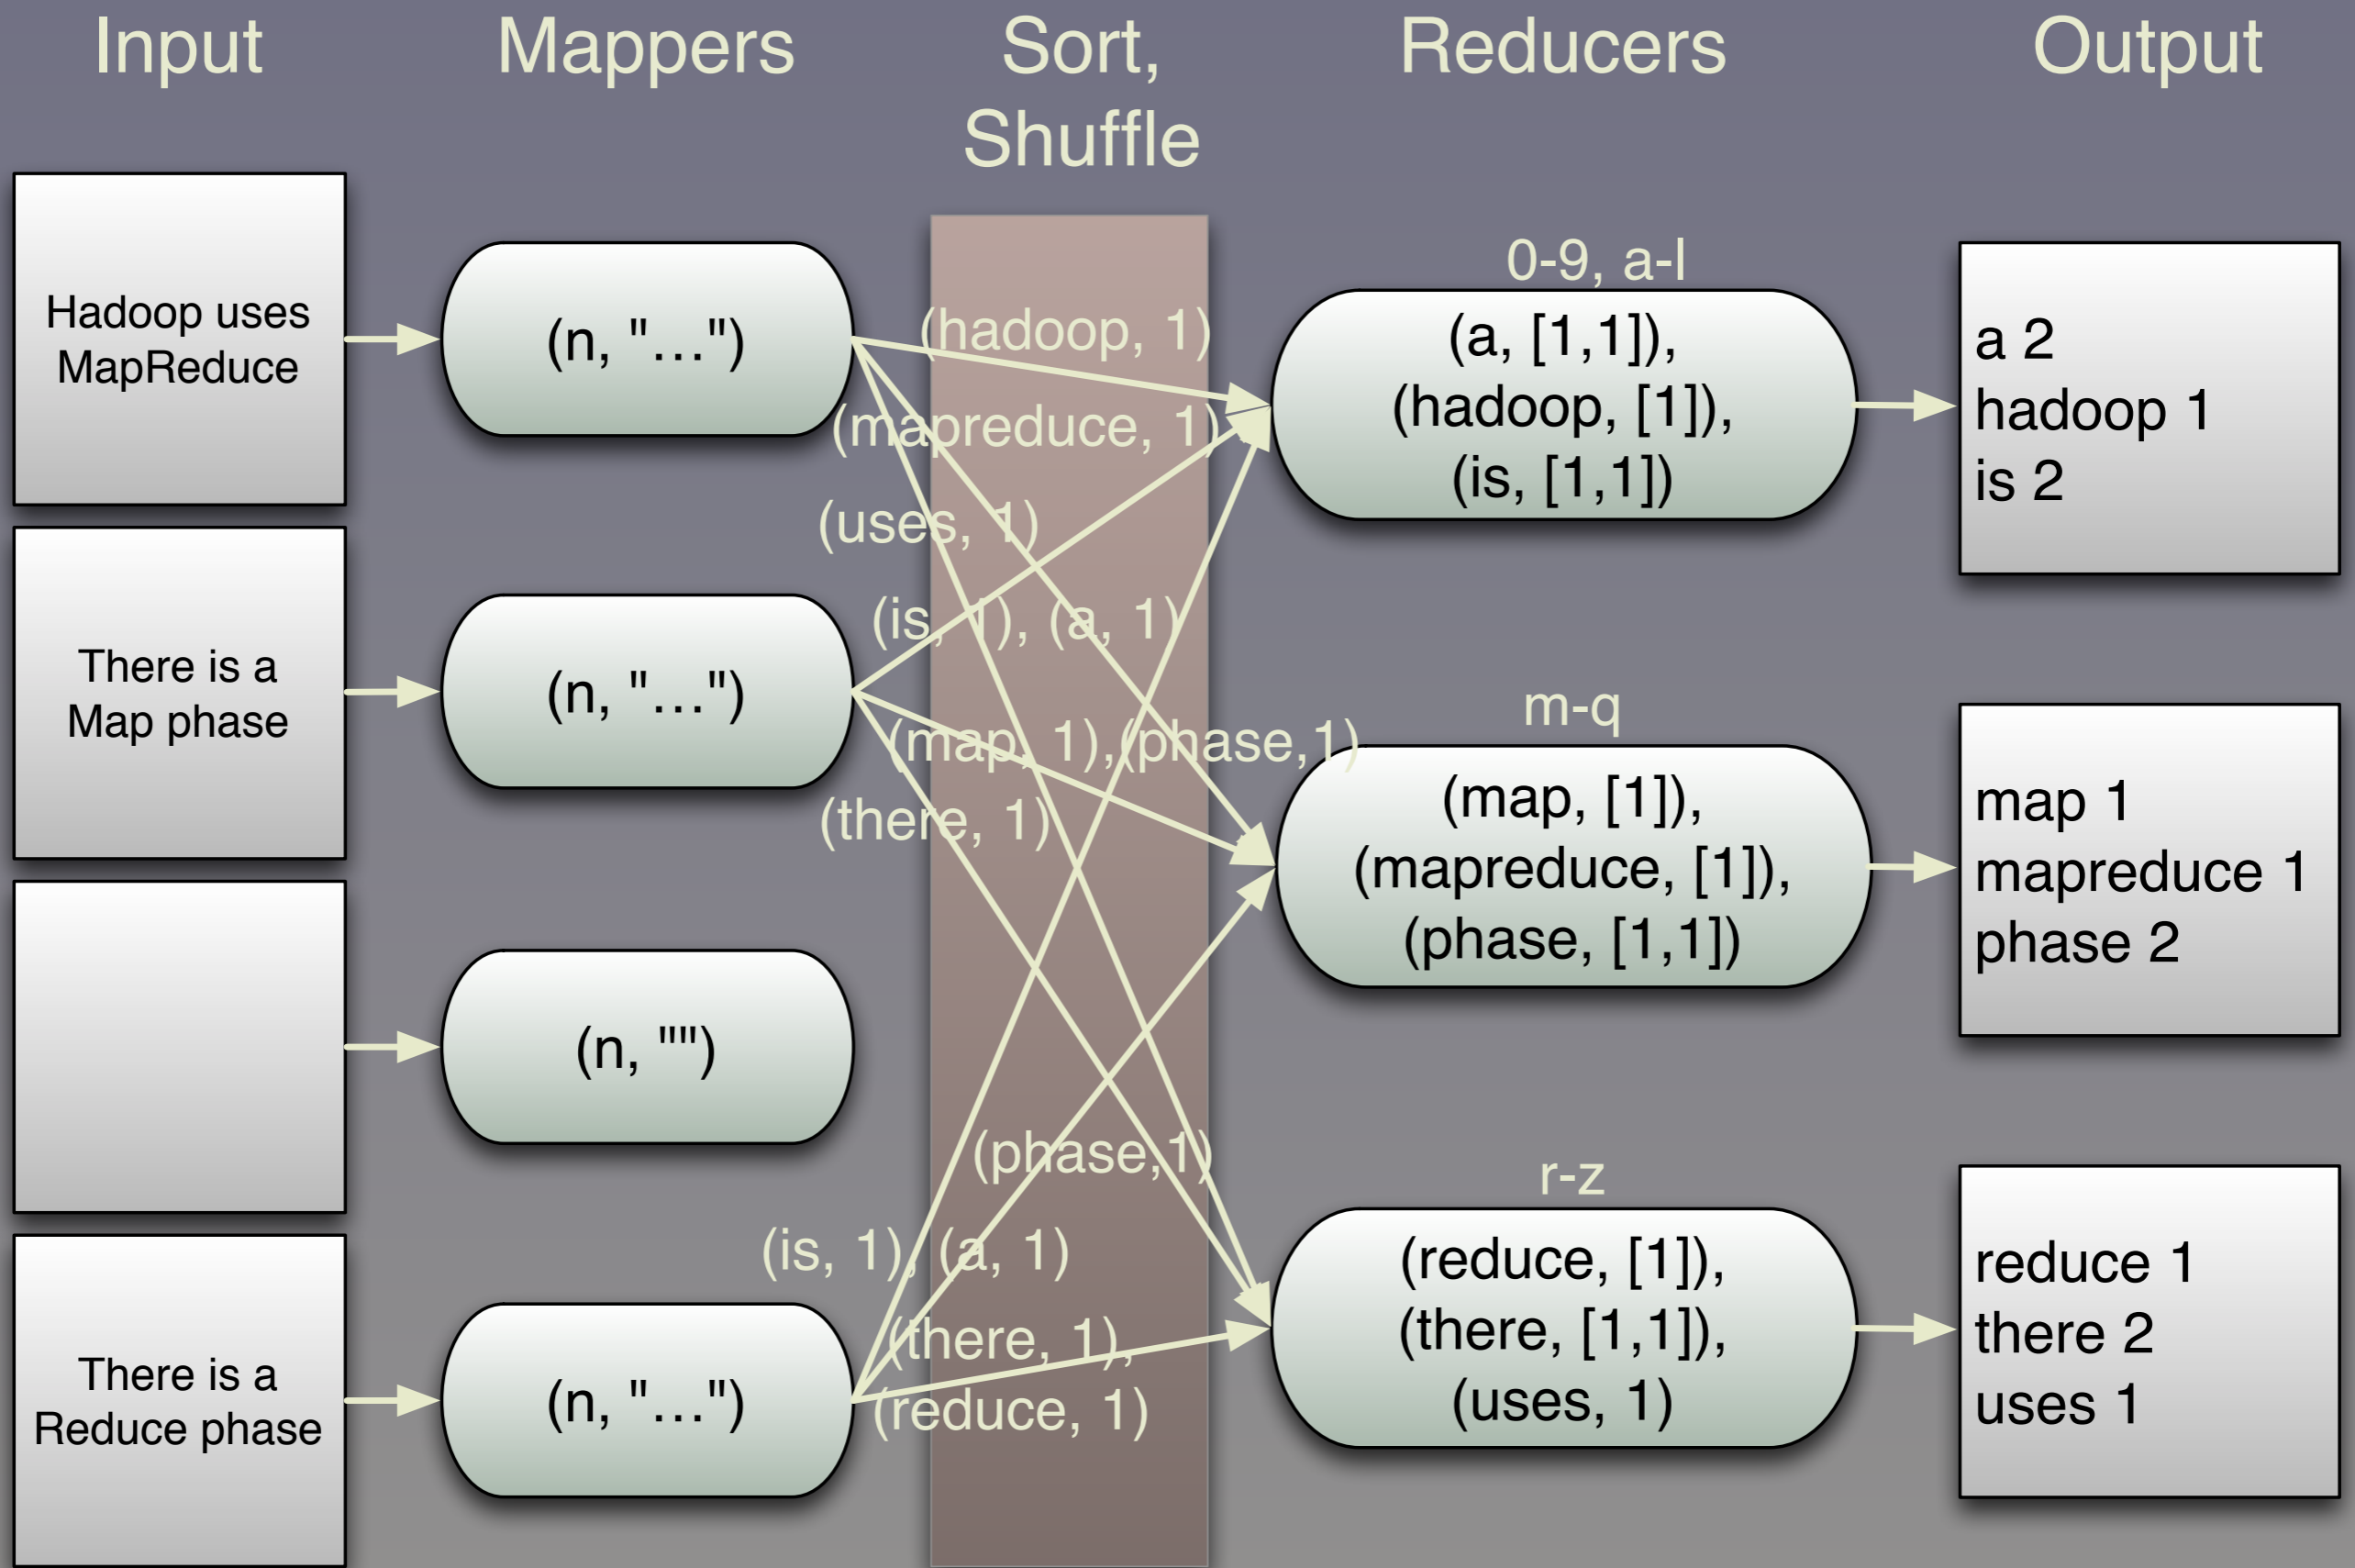 Input
Mappers
Sort,
Shuffle
Reducers
Output
Hadoop uses
MapReduce
There is a
Map phase
There is a
Reduce phase
(n, "…")
(n, "…")
(n, "")
(n, "…")
(hadoop, 1)
(mapreduce, 1)
(uses, 1)
(is, 1), (a, 1)
(map, 1),(phase,1)
(there, 1)
(phase,1)
(is, 1), (a, 1)
(there, 1),
(reduce, 1)
0-9, a-l
(a, [1,1]),
(hadoop, [1]),
(is, [1,1])
m-q
(map, [1]),
(mapreduce, [1]),
(phase, [1,1])
r-z
(reduce, [1]),
(there, [1,1]),
(uses, 1)
a 2
hadoop 1
is 2
map 1
mapreduce 1
phase 2
reduce 1
there 2
uses 1